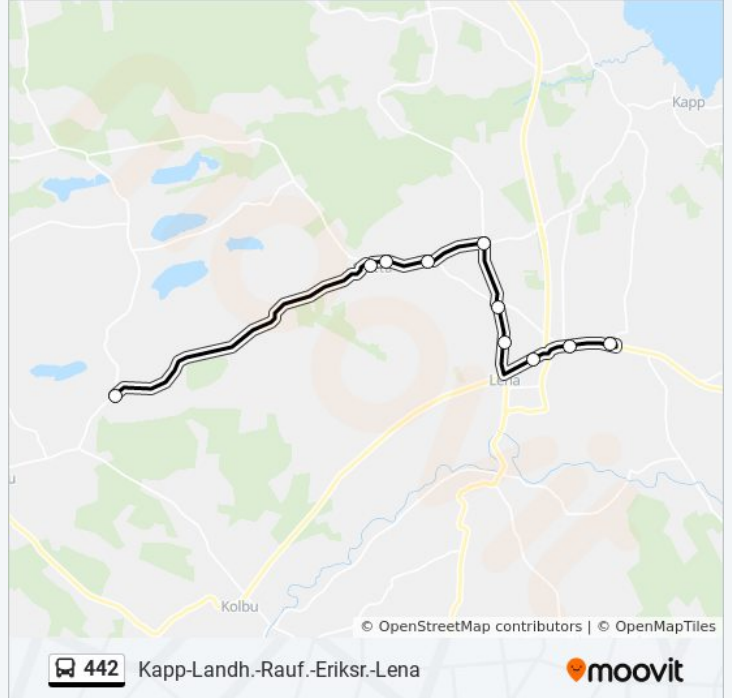 Kapp
Lena
Kolbu
© OpenStreetMap contributors | © OpenMapTiles
442 Kapp-Landh.-Rauf.-Eriksr.-Lena
moovit